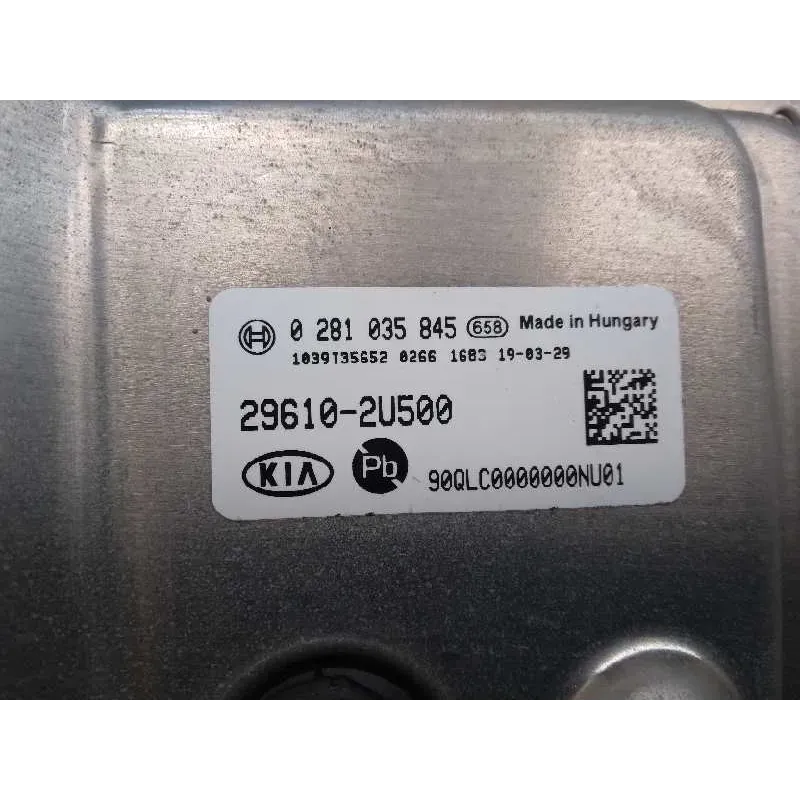 0 281 035 845 658 Made in Hungary
1039T35652 0266 1683 19-03-29
29610-2U500
KIA Pb 90QLC0000000NU01